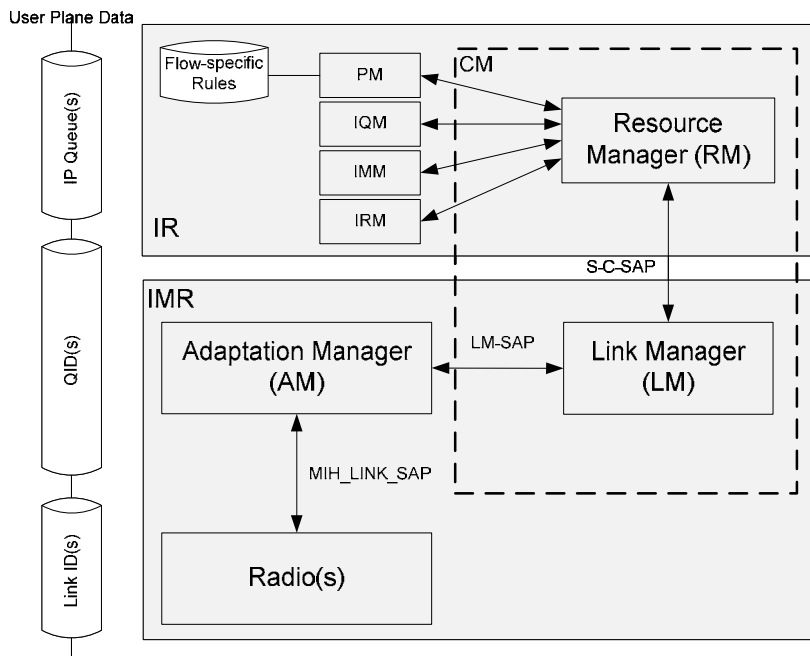 User Plane Data
IP Queue(s)
QID(s)
Link ID(s)
Flow-specific
Rules
PM
IQM
IMM
IRM
CM
Resource
Manager (RM)
IR
S-C-SAP
IMR
Adaptation Manager
(AM)
LM-SAP
Link Manager
(LM)
MIH_LINK_SAP
Radio(s)